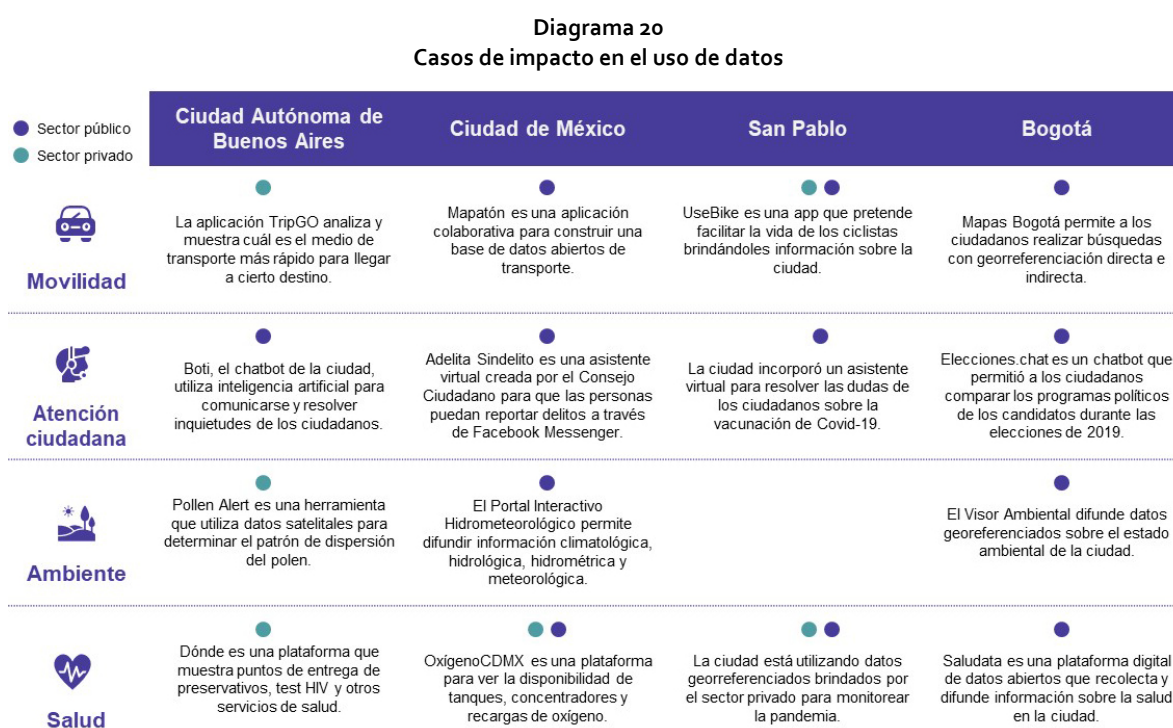 Diagrama 20
Casos de impacto en el uso de datos
Sector público
Sector privado
Ciudad Autónoma de
Buenos Aires
Ciudad de México
San Pablo
Bogotá
Movilidad
La aplicación TripGO analiza y
muestra cuál es el medio de
transporte más rápido para llegar
a cierto destino.
Mapatón es una aplicación
colaborativa para construir una
base de datos abiertos de
transporte.
UseBike es una app que pretende
facilitar la vida de los ciclistas
brindándoles información sobre la
ciudad.
Mapas Bogotá permite a los
ciudadanos realizar búsquedas
con georreferenciación directa e
indirecta.
Atención
ciudadana
Boti, el chatbot de la ciudad,
utiliza inteligencia artificial para
comunicarse y resolver
inquietudes de los ciudadanos.
Adelita Sindelito es una asistente
virtual creada por el Consejo
Ciudadano para que las personas
puedan reportar delitos a través
de Facebook Messenger.
La ciudad incorporó un asistente
virtual para resolver las dudas de
los ciudadanos sobre la
vacunación de Covid-19.
Elecciones.chat es un chatbot que
permitió a los ciudadanos
comparar los programas políticos
de los candidatos durante las
elecciones de 2019.
Ambiente
Pollen Alert es una herramienta
que utiliza datos satelitales para
determinar el patrón de dispersión
del polen.
El Portal Interactivo
Hidrometeorológico permite
difundir información climatológica,
hidrológica, hidrométrica y
meteorológica.
El Visor Ambiental difunde datos
georeferenciados sobre el estado
ambiental de la ciudad.
Salud
Dónde es una plataforma que
muestra puntos de entrega de
preservativos, test HIV y otros
servicios de salud.
OxígenoCDMX es una plataforma
para ver la disponibilidad de
tanques, concentradores y
recargas de oxígeno.
La ciudad está utilizando datos
georreferenciados brindados por
el sector privado para monitorear
la pandemia.
Saludata es una plataforma digital
de datos abiertos que recolecta y
difunde información sobre la salud
en la ciudad.